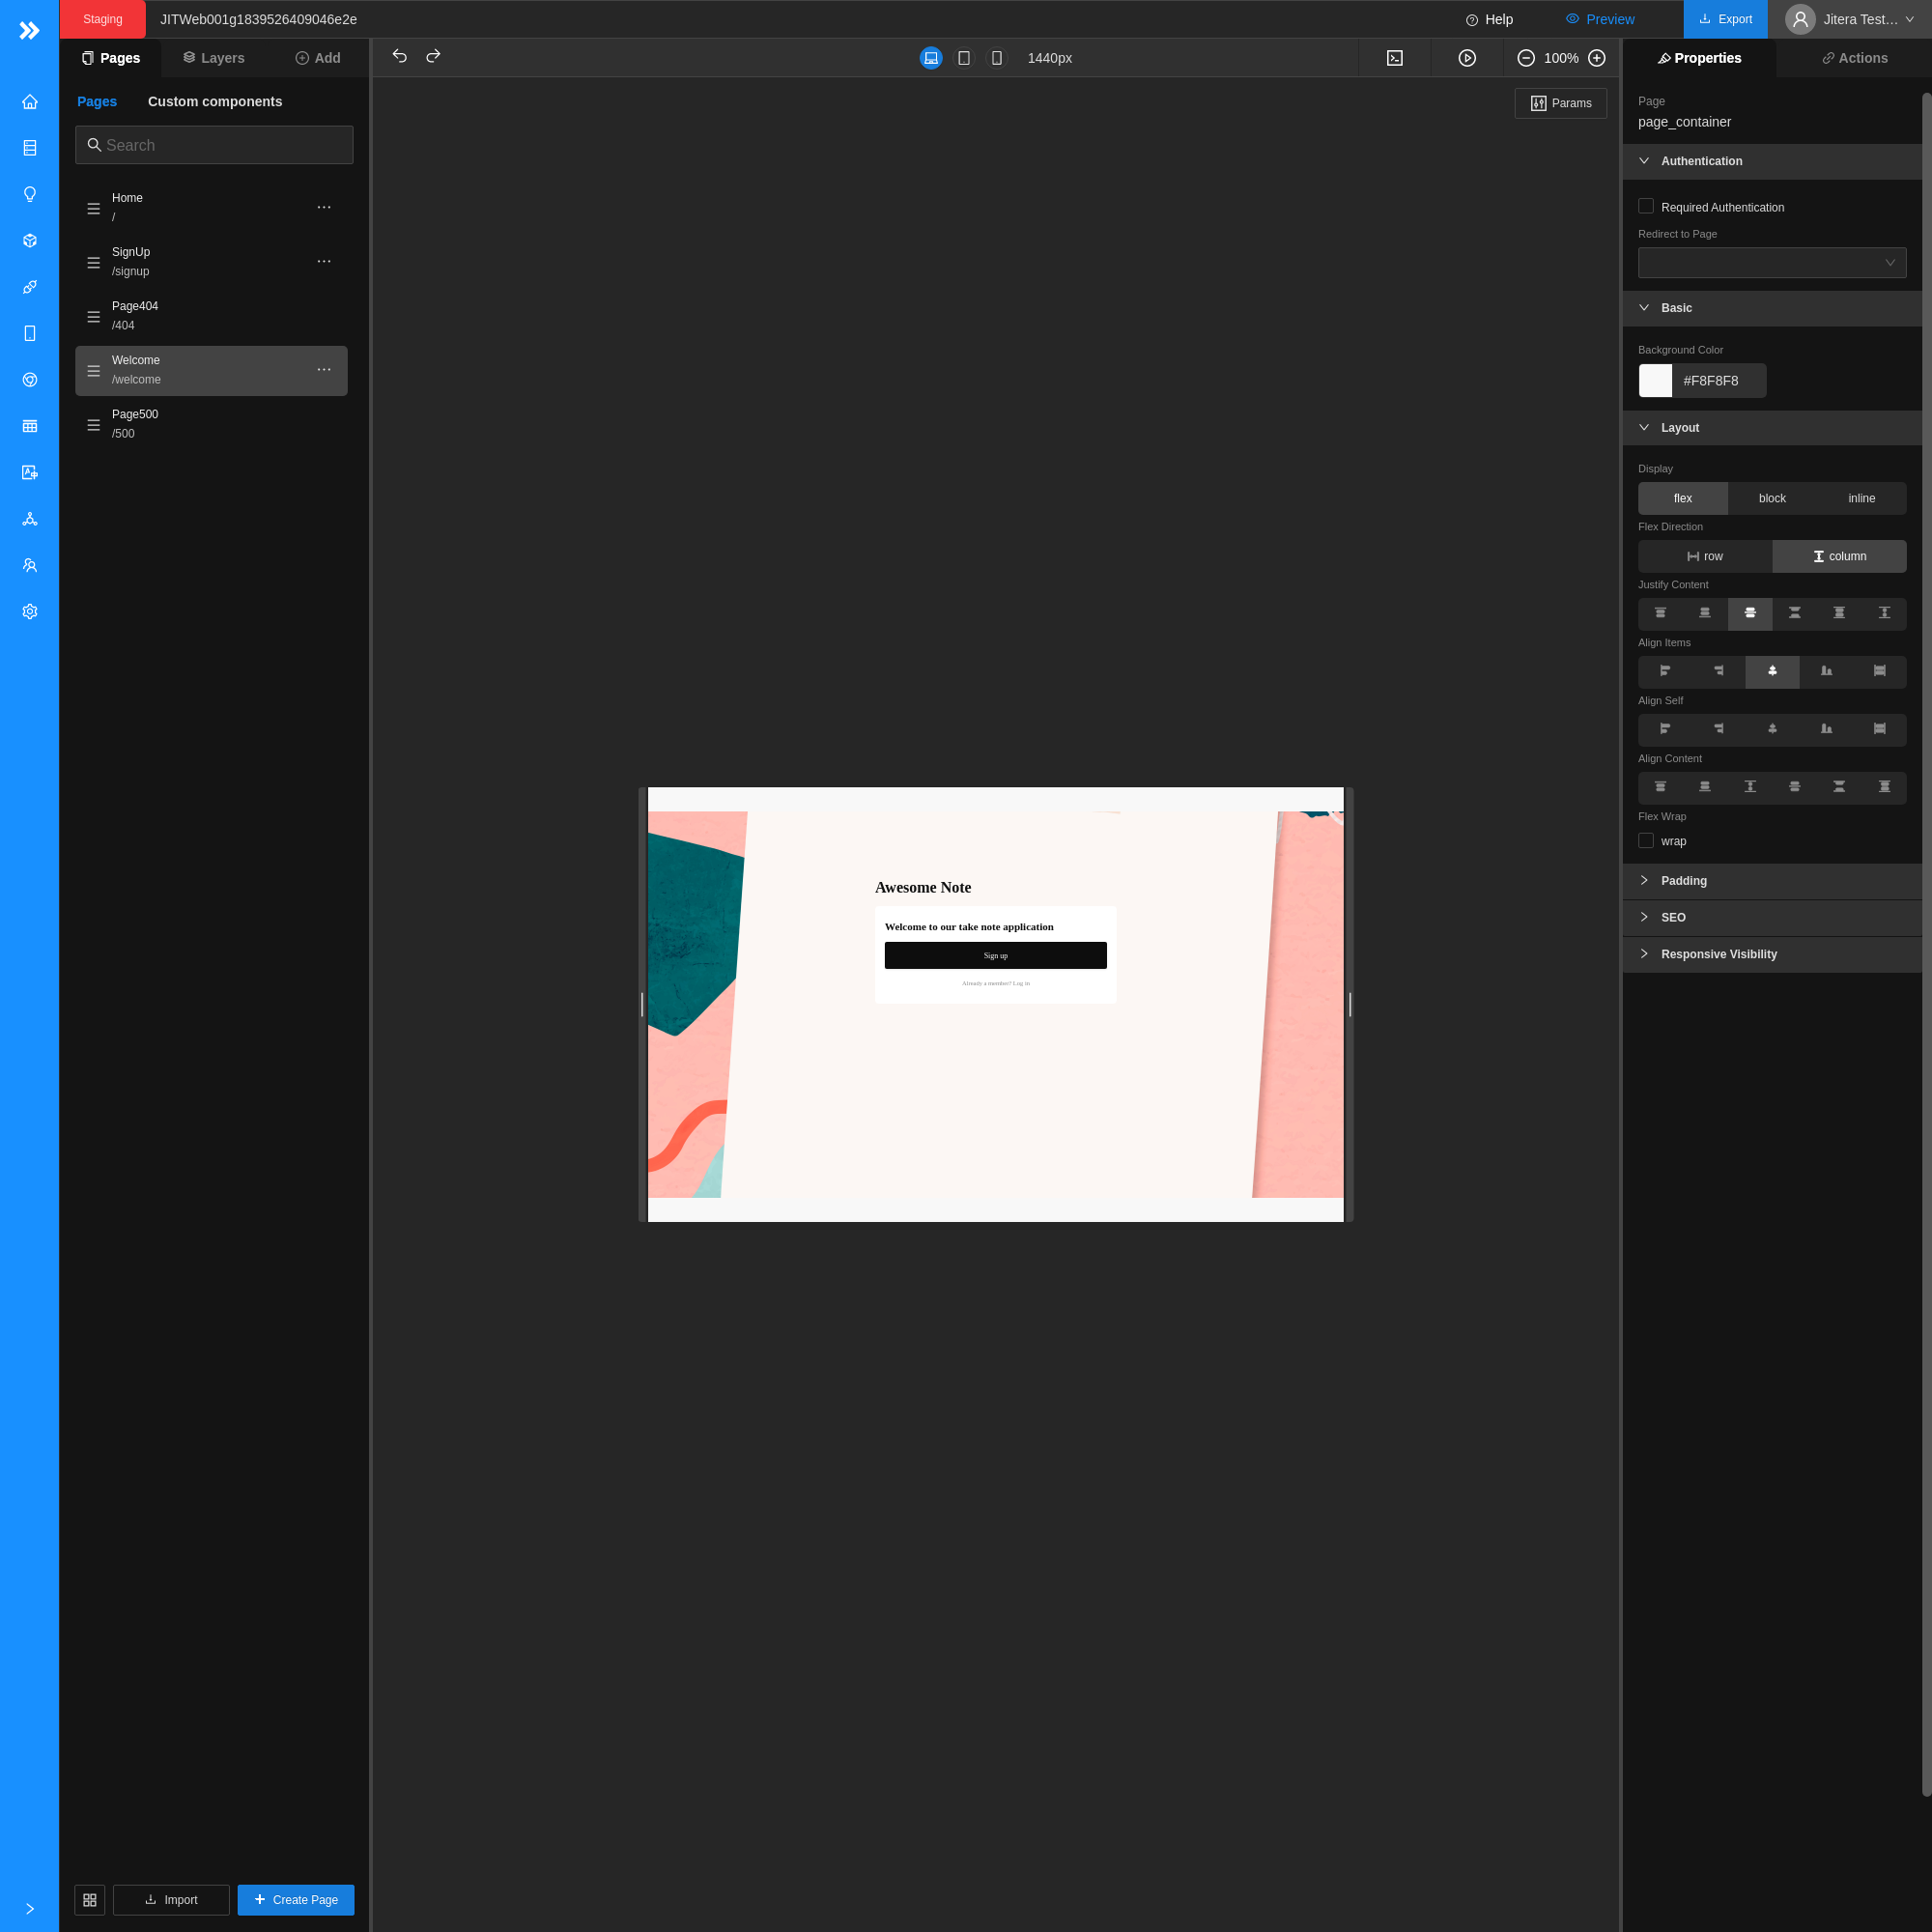 Staging
JITWeb001g1839526409046e2e
Help
Preview
Export
Jitera Test…
Pages
Layers
Add
1440px
100%
Properties
Actions
Pages
Custom components
Search
Home
/
SignUp
/signup
Page404
/404
Welcome
/welcome
Page500
/500
Import
Create Page
Params
Awesome Note
Welcome to our take note application
Sign up
Already a member? Log in
Page
page_container
Authentication
Required Authentication
Redirect to Page
Basic
Background Color
#F8F8F8
Layout
Display
flex
block
inline
Flex Direction
row
column
Justify Content
Align Items
Align Self
Align Content
Flex Wrap
wrap
Padding
SEO
Responsive Visibility